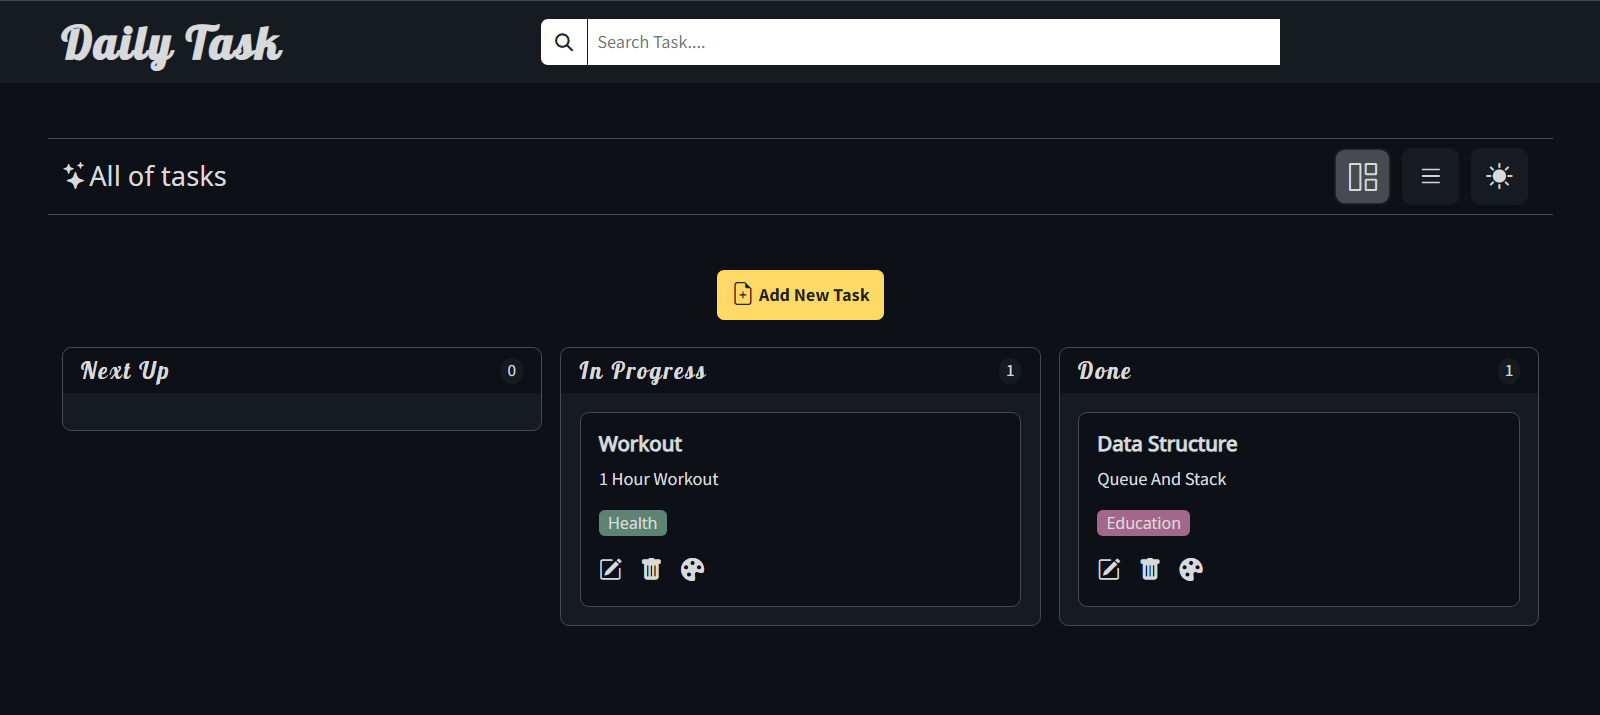 Daily Task
Search Task....
All of tasks
Add New Task
Next Up 0
In Progress 1
Done 1
Workout
1 Hour Workout
Health
Data Structure
Queue And Stack
Education